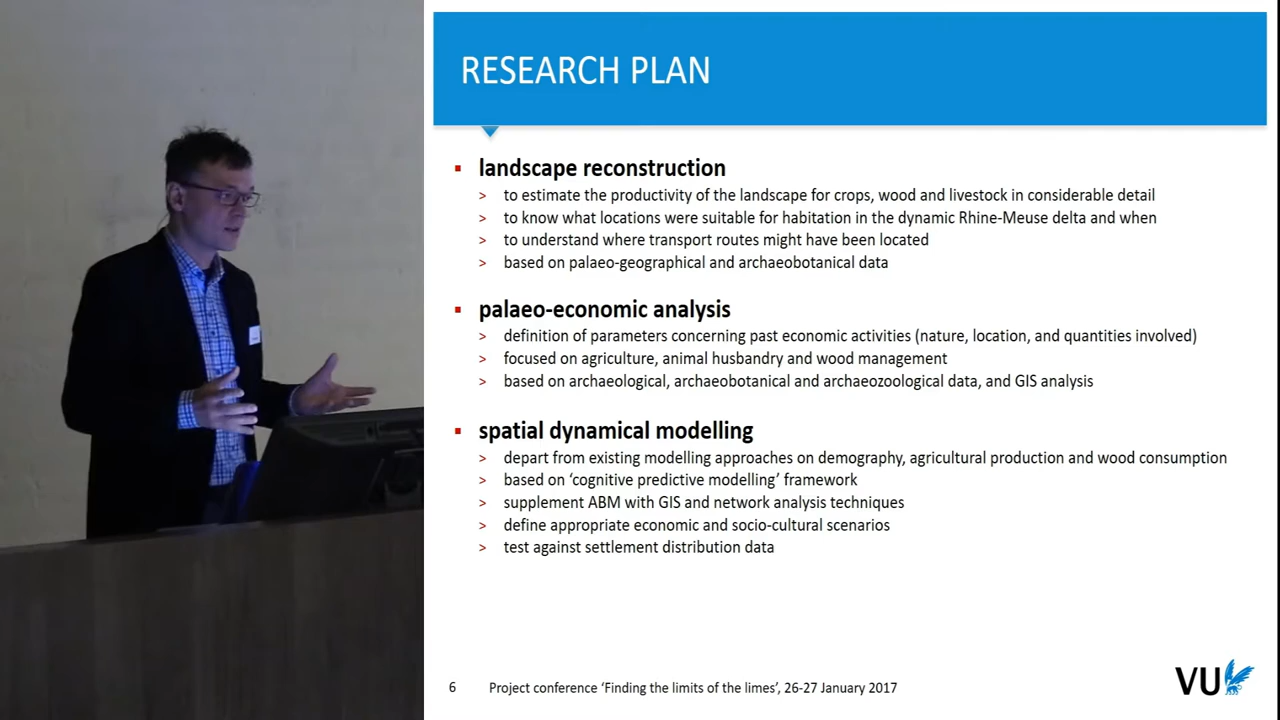 RESEARCH PLAN
▪ landscape reconstruction
> to estimate the productivity of the landscape for crops, wood and livestock in considerable detail
> to know what locations were suitable for habitation in the dynamic Rhine-Meuse delta and when
> to understand where transport routes might have been located
> based on palaeo-geographical and archaeobotanical data
▪ palaeo-economic analysis
> definition of parameters concerning past economic activities (nature, location, and quantities involved)
> focused on agriculture, animal husbandry and wood management
> based on archaeological, archaeobotanical and archaeozoological data, and GIS analysis
▪ spatial dynamical modelling
> depart from existing modelling approaches on demography, agricultural production and wood consumption
> based on ‘cognitive predictive modelling’ framework
> supplement ABM with GIS and network analysis techniques
> define appropriate economic and socio-cultural scenarios
> test against settlement distribution data
6 Project conference ‘Finding the limits of the limes’, 26-27 January 2017
VU